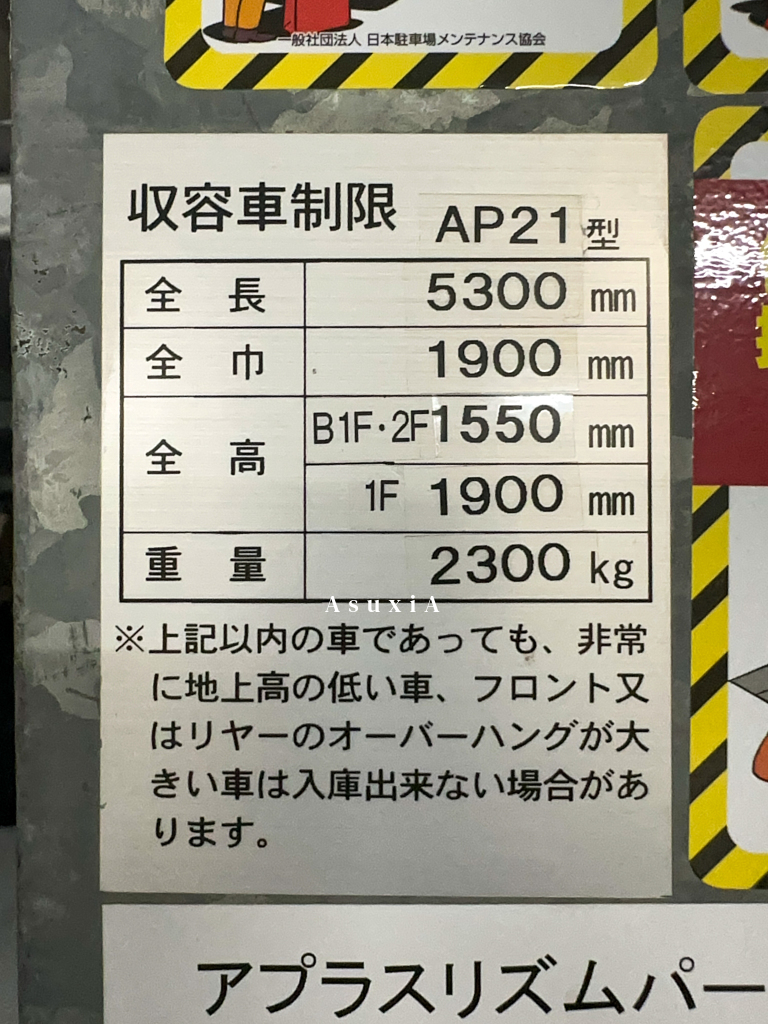 一般社団法人 日本駐車場メンテナンス協会
収容車制限 AP21型
全長 5300 mm
全巾 1900 mm
全高 B1F・2F 1550 mm
1F 1900 mm
重量 2300 kg
AsuxiA
※上記以内の車であっても、非常
に地上高の低い車、フロント又
はリヤーのオーバーハングが大
きい車は入庫出来ない場合があ
ります。
アプラスリズムパー